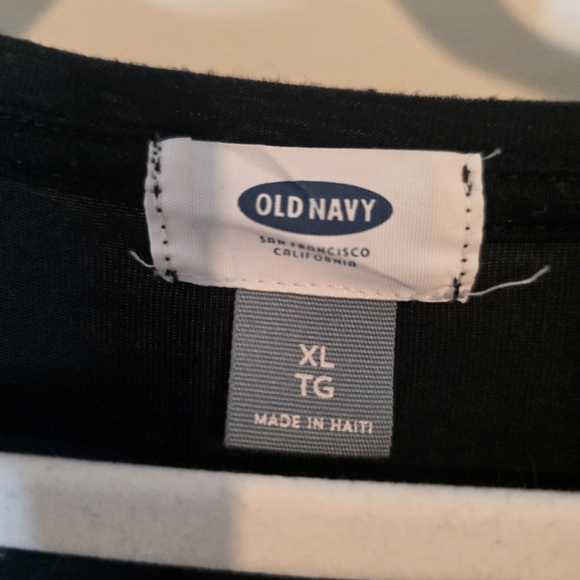 OLD NAVY
SAN FRANCISCO
CALIFORNIA
XL
TG
MADE IN HAITI